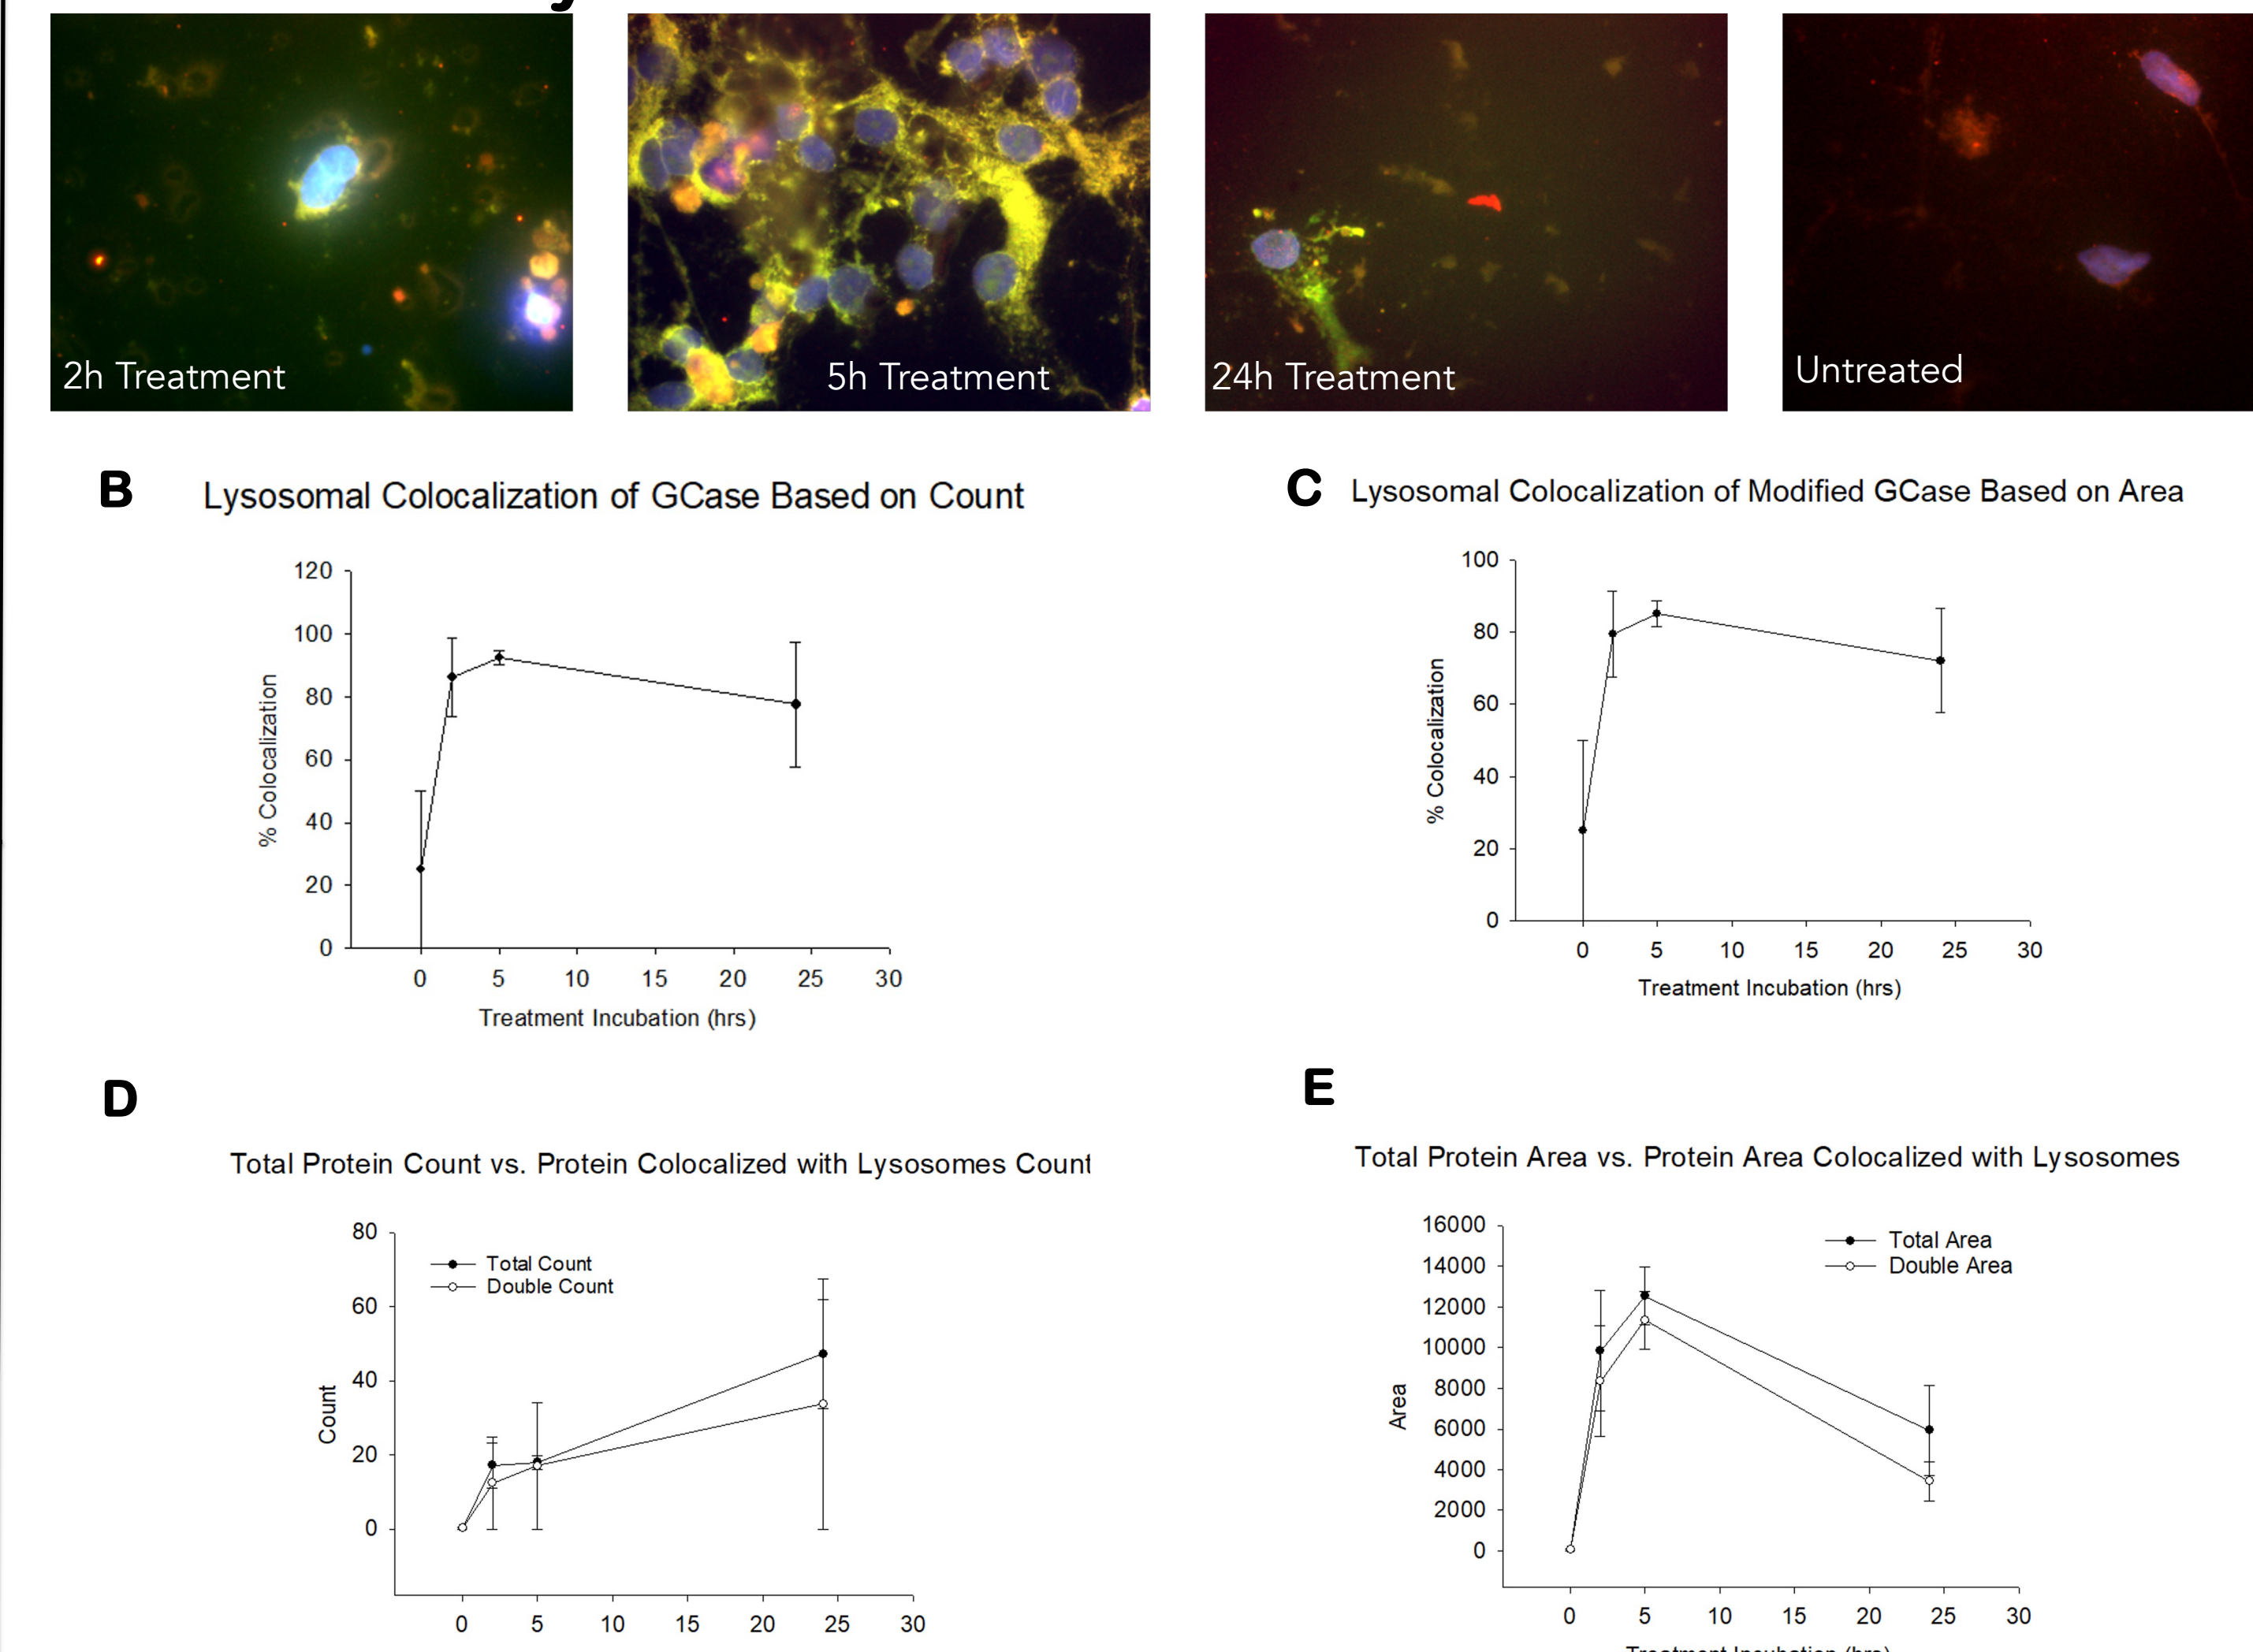 y
2h Treatment
5h Treatment
24h Treatment
Untreated
B
Lysosomal Colocalization of GCase Based on Count
120
100
80
60
40
20
0
% Colocalization
0 5 10 15 20 25 30
Treatment Incubation (hrs)
C
Lysosomal Colocalization of Modified GCase Based on Area
100
80
60
40
20
0
% Colocalization
0 5 10 15 20 25 30
Treatment Incubation (hrs)
D
Total Protein Count vs. Protein Colocalized with Lysosomes Count
80
60
40
20
0
Count
Total Count
Double Count
0 5 10 15 20 25 30
E
Total Protein Area vs. Protein Area Colocalized with Lysosomes
16000
14000
12000
10000
8000
6000
4000
2000
0
Area
Total Area
Double Area
0 5 10 15 20 25 30
Treatment Incubation (hrs)